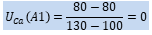 U_Ca(A1) = (80 − 80)/(130 − 100) = 0